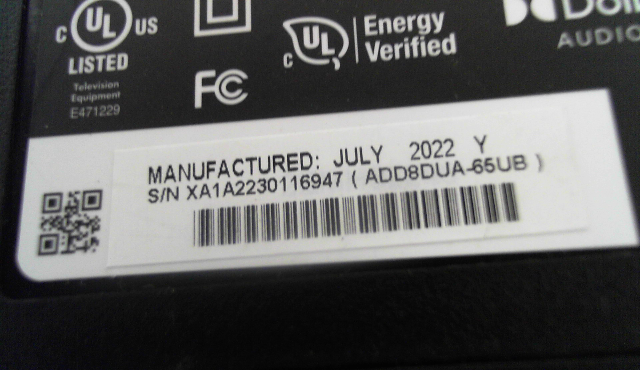 C UL US
LISTED
Television
Equipment
E471229
FC
C UL
Energy
Verified
AUDIO
MANUFACTURED: JULY 2022 Y
S/N XA1A2230116947 ( ADD8DUA-65UB )